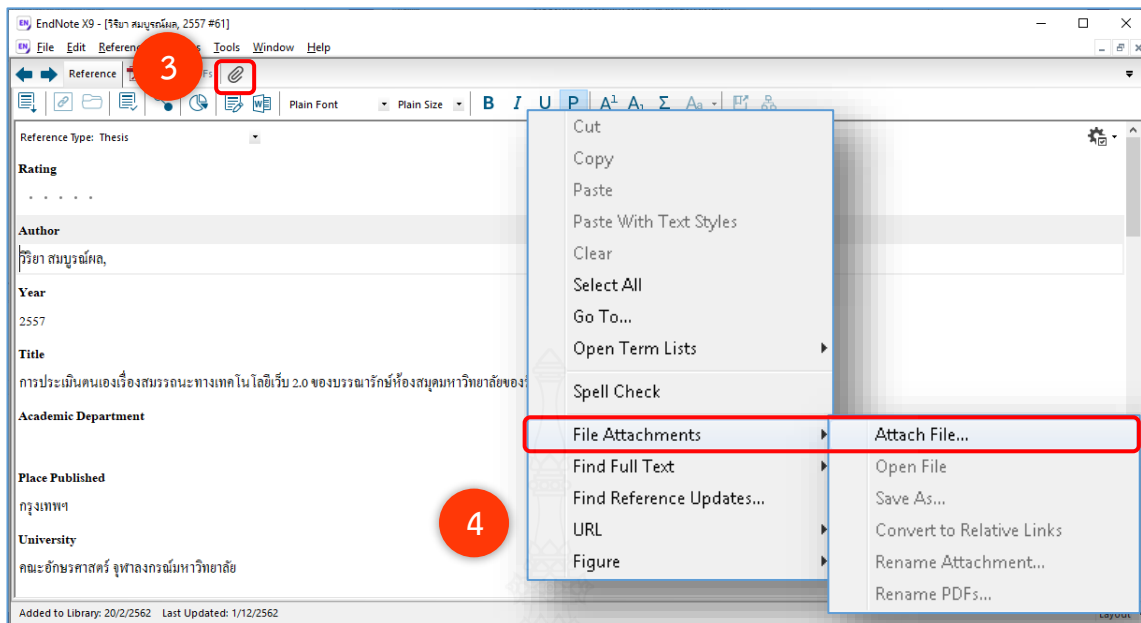 EndNote X9 - [วิริยา สมบูรณ์ผล, 2557 #61]
File Edit Tools Window Help
3
Reference
Plain Font Plain Size B I U P A¹ A₁ Σ Aₐ
Reference Type: Thesis
Rating
Author
วิริยา สมบูรณ์ผล,
Year
2557
Title
การประเมินตนเองเรื่องสมรรถนะทางเทคโนโลยีเว็บ 2.0 ของบรรณารักษ์ห้องสมุดมหาวิทยาลัยของ
Academic Department
Place Published
กรุงเทพฯ
University
คณะอักษรศาสตร์ จุฬาลงกรณ์มหาวิทยาลัย
Added to Library: 20/2/2562 Last Updated: 1/12/2562
Cut
Copy
Paste
Paste With Text Styles
Clear
Select All
Go To...
Open Term Lists
Spell Check
File Attachments
Find Full Text
Find Reference Updates...
4
URL
Figure
Attach File...
Open File
Save As...
Convert to Relative Links
Rename Attachment...
Rename PDFs...
Layout